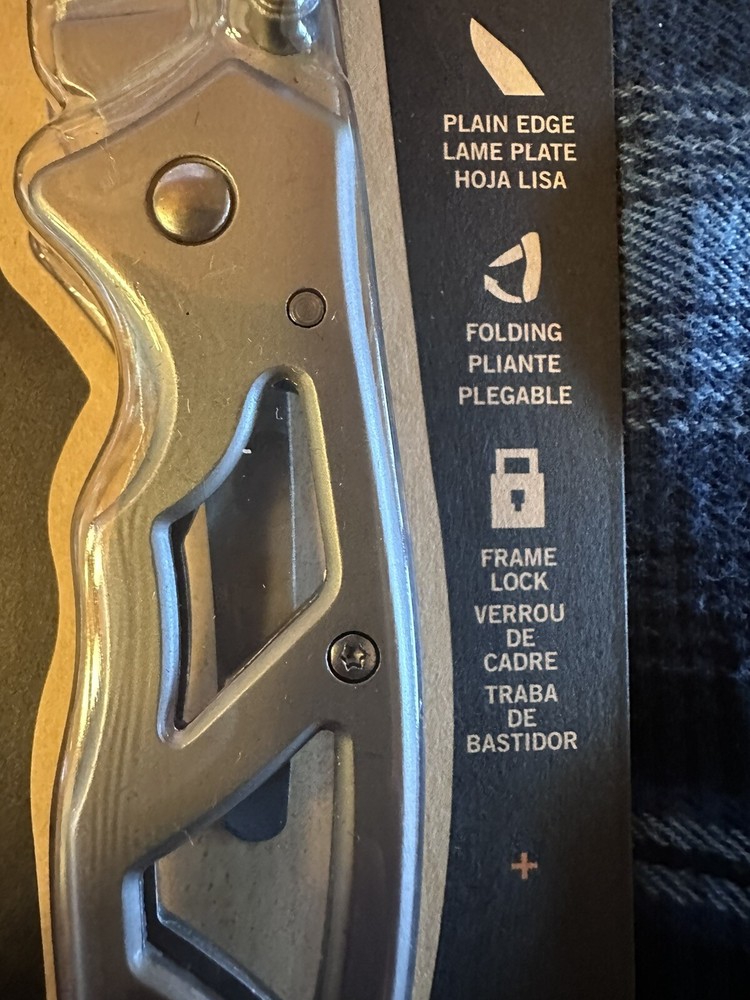 PLAIN EDGE
LAME PLATE
HOJA LISA
FOLDING
PLIANTE
PLEGABLE
FRAME
LOCK
VERROU
DE
CADRE
TRABA
DE
BASTIDOR